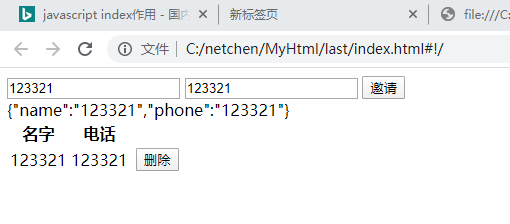 javascript index作用 - 国内
新标签页
file:///C:
文件 C:/netchen/MyHtml/last/index.html#!/
123321 123321 邀请
{"name":"123321","phone":"123321"}
名字 电话
123321 123321 删除